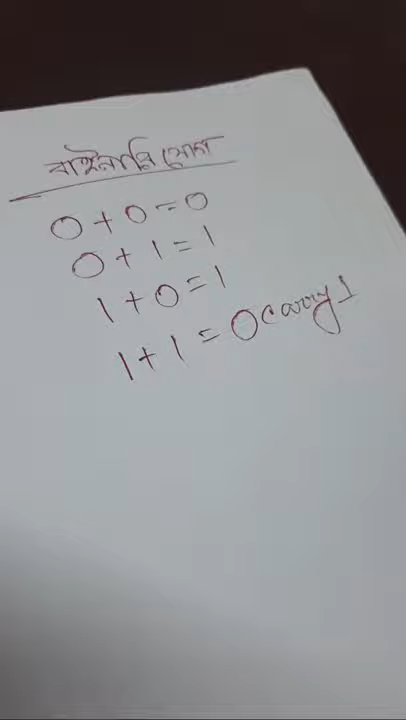 বাইনারি যোগ
0 + 0 = 0
0 + 1 = 1
1 + 0 = 1
1 + 1 = 0 carry 1